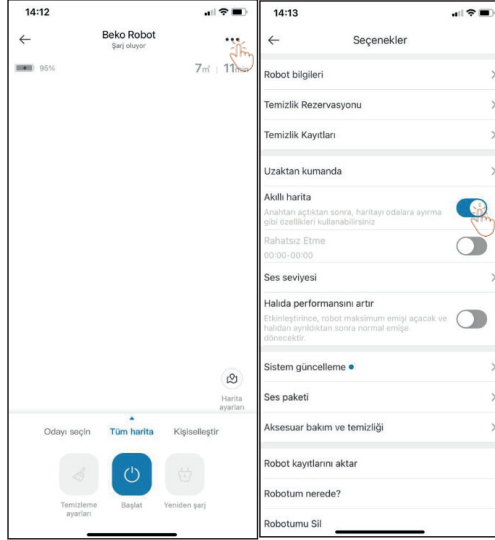 14:12
Beko Robot
Şarj oluyor
95%
7㎡ | 11min
Harita
ayarları
Odayı seçin
Tüm harita
Kişiselleştir
Temizleme
ayarları
Başlat
Yeniden şarj
14:13
Seçenekler
Robot bilgileri
Temizlik Rezervasyonu
Temizlik Kayıtları
Uzaktan kumanda
Akıllı harita
Anahtarı açtıktan sonra, haritayı odalara ayırma
gibi özellikleri kullanabilirsiniz
Rahatsız Etme
00:00-00:00
Ses seviyesi
Halıda performansını artır
Etkinleştirince, robot maksimum emişi açacak ve
halıdan ayrıldıktan sonra normal emişe
dönecektir.
Sistem güncelleme
Ses paketi
Aksesuar bakım ve temizliği
Robot kayıtlarını aktar
Robotum nerede?
Robotumu Sil